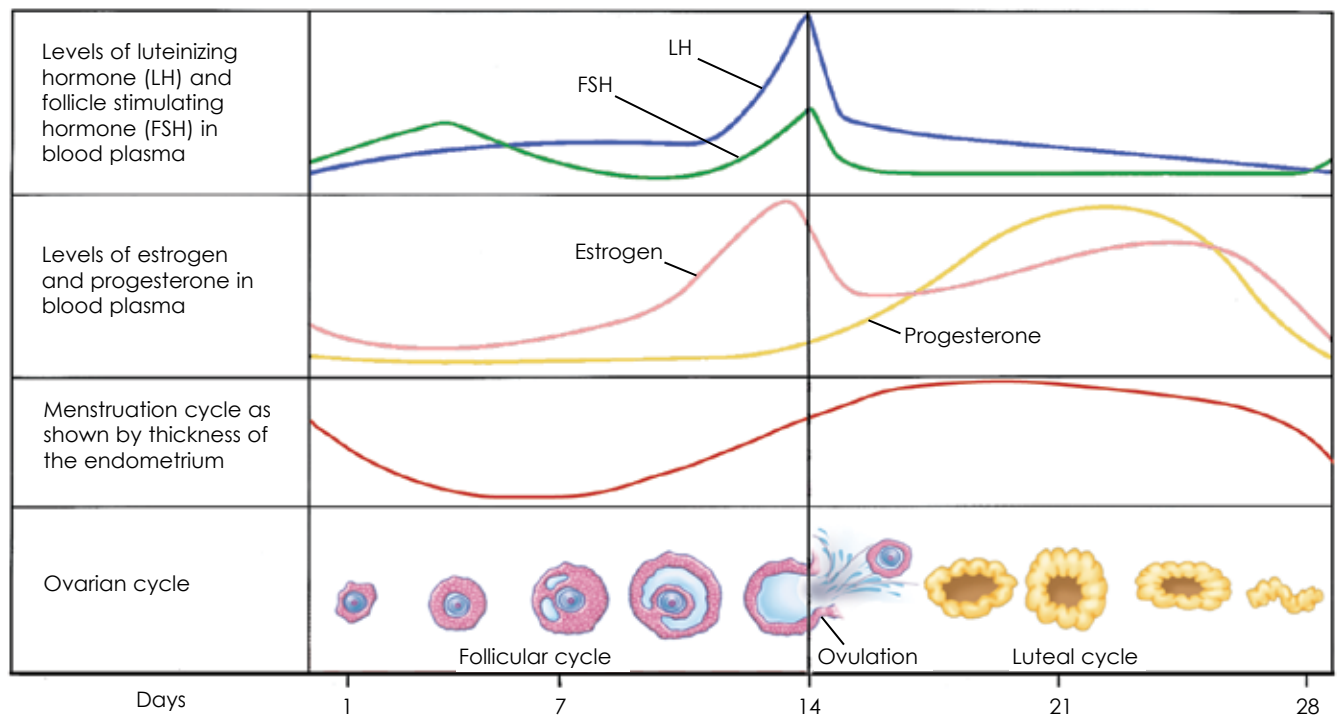 Levels of luteinizing
hormone (LH) and
follicle stimulating
hormone (FSH) in
blood plasma
LH
FSH
Levels of estrogen
and progesterone in
blood plasma
Estrogen
Progesterone
Menstruation cycle as
shown by thickness of
the endometrium
Ovarian cycle
Follicular cycle
Ovulation
Luteal cycle
Days
1
7
14
21
28